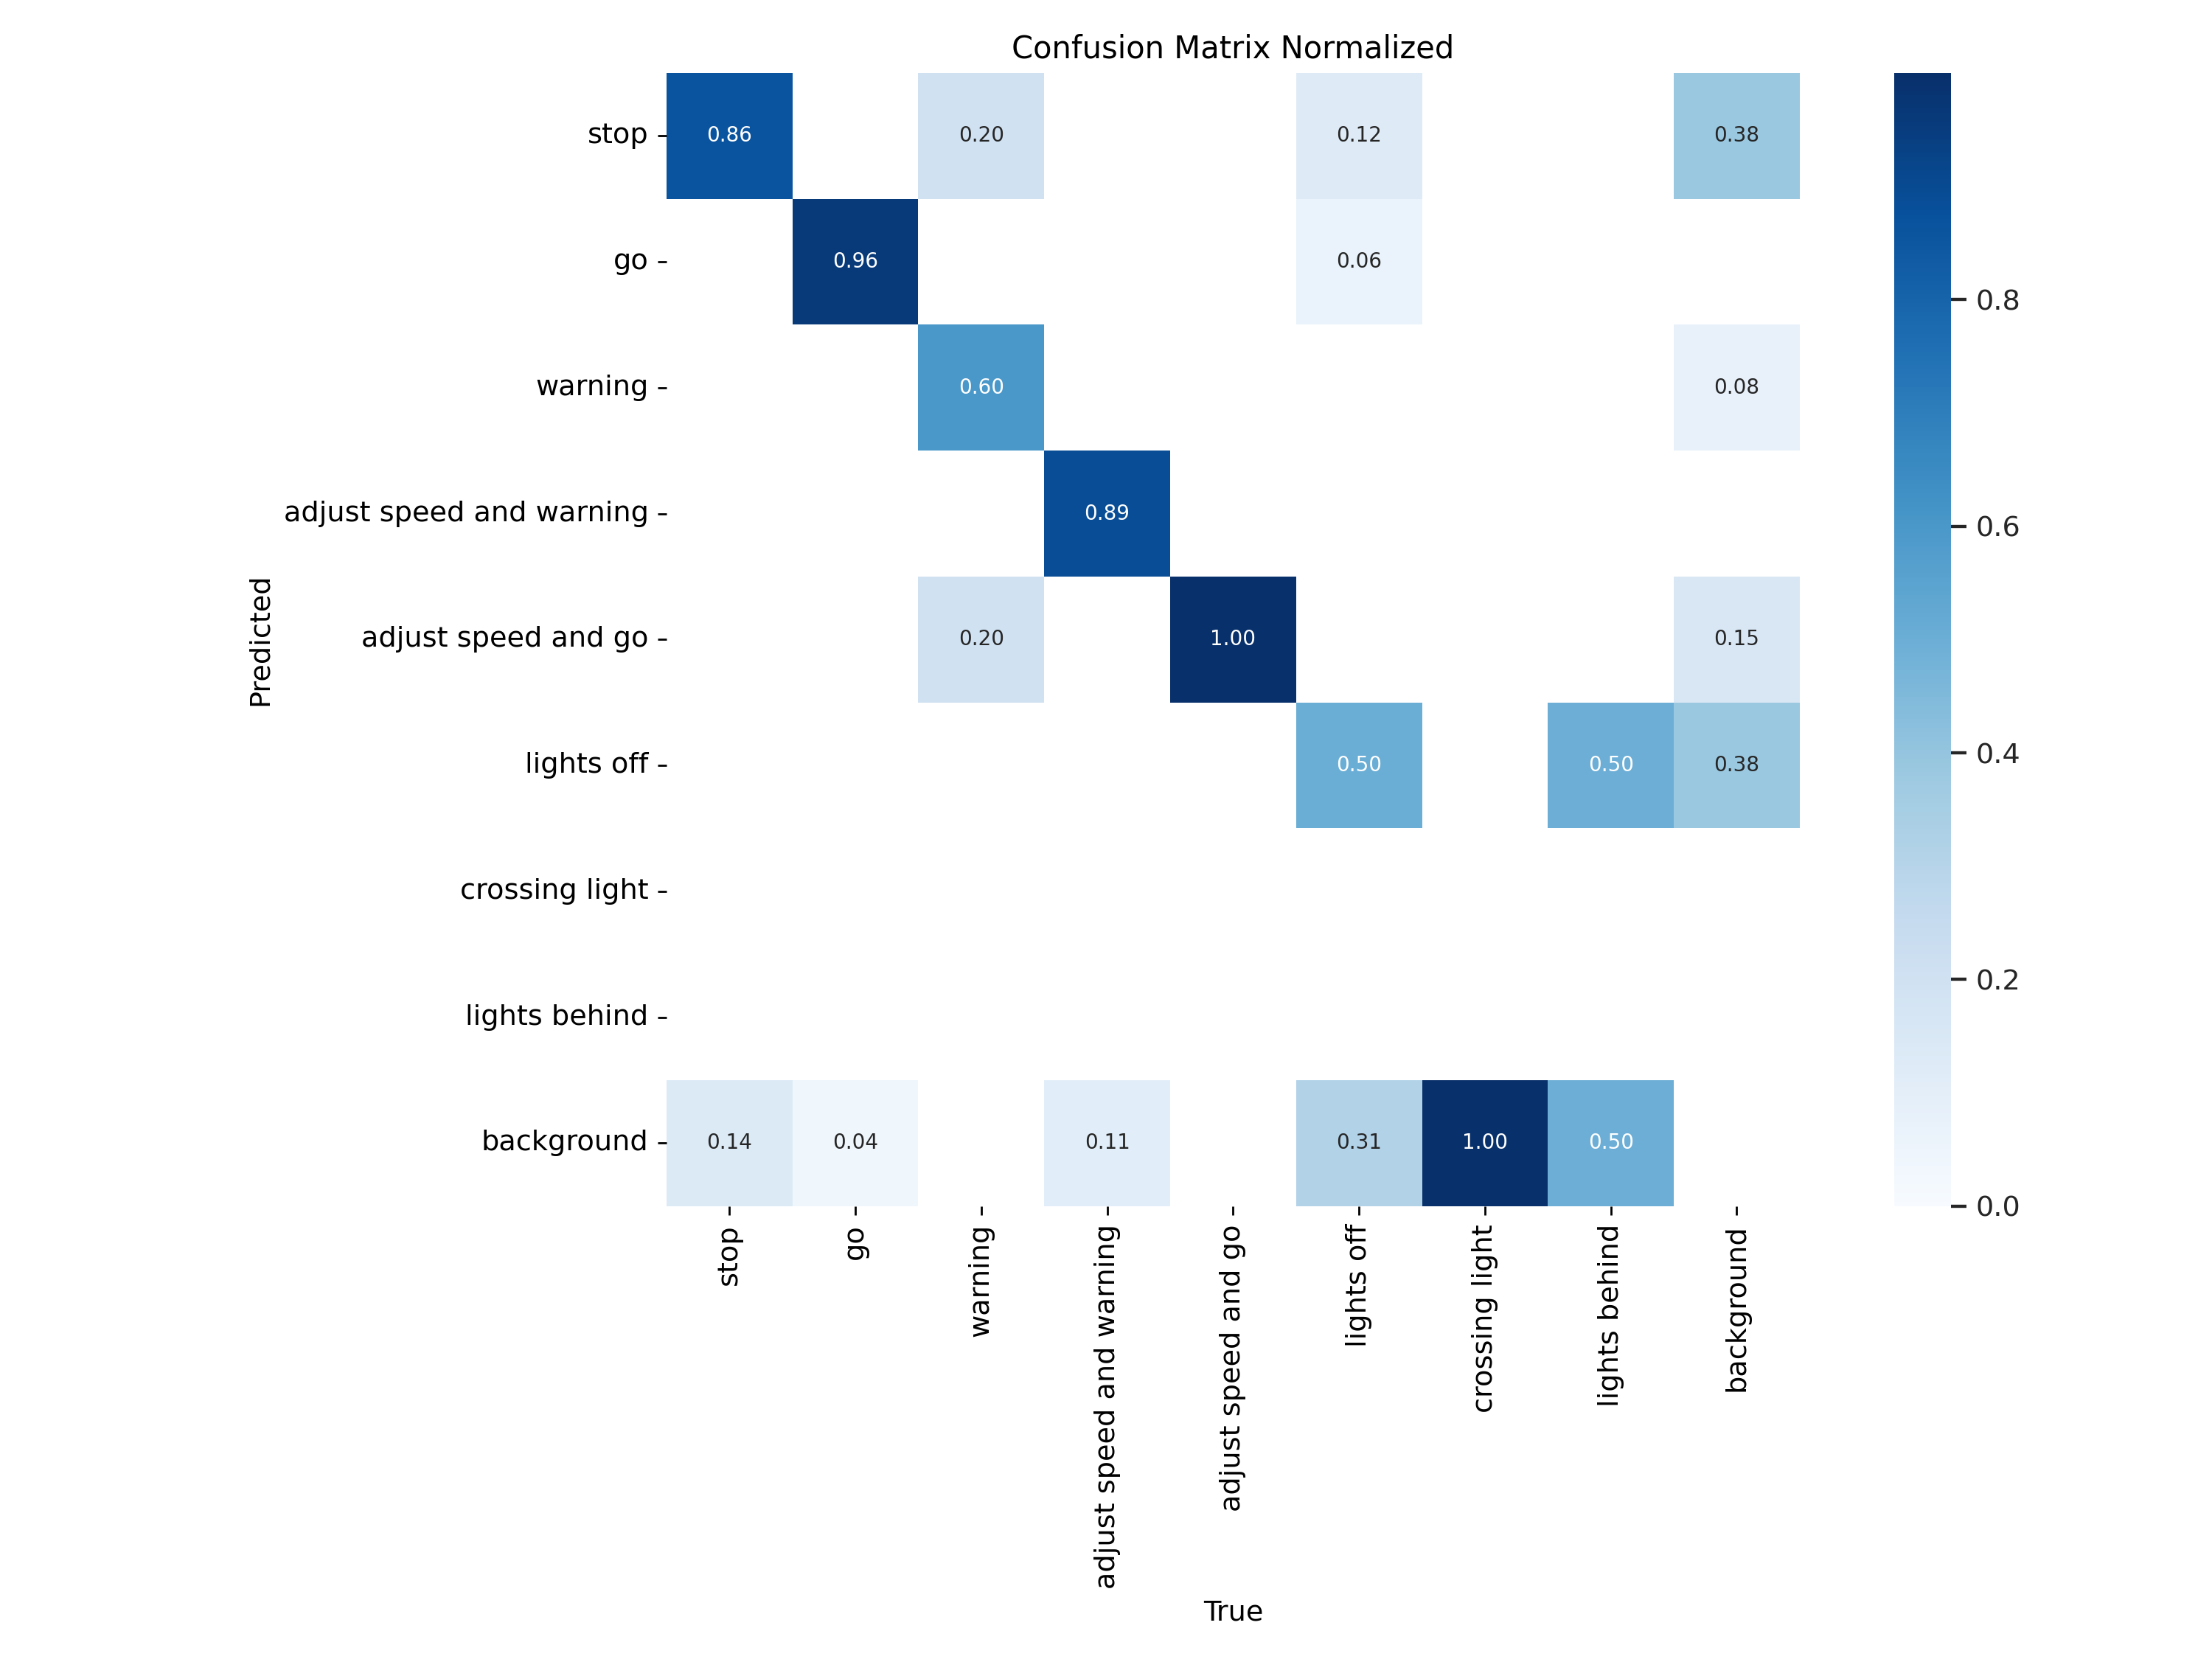 Confusion Matrix Normalized
stop
0.86
0.20
0.12
0.38
go
0.96
0.06
0.8
warning
0.60
0.08
adjust speed and warning
0.89
0.6
Predicted
adjust speed and go
0.20
1.00
0.15
lights off
0.50
0.50
0.38
0.4
crossing light
0.2
lights behind
background
0.14
0.04
0.11
0.31
1.00
0.50
0.0
stop
go
warning
adjust speed and warning
adjust speed and go
lights off
crossing light
lights behind
background
True